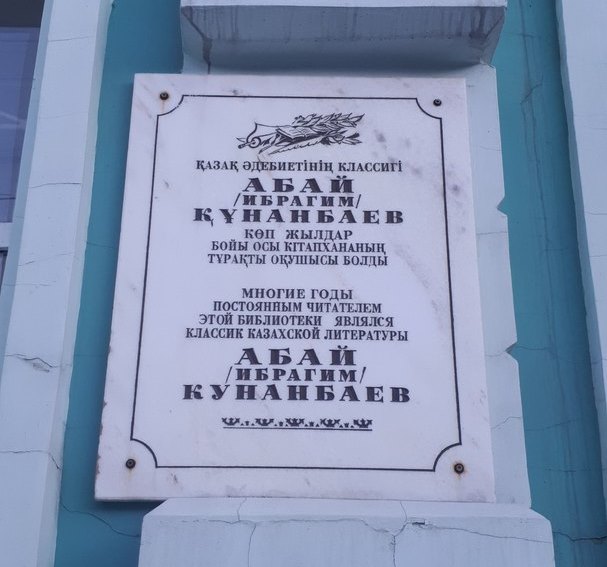 ҚАЗАҚ ӘДЕБИЕТІНІҢ КЛАССИГІ
АБАЙ
/ИБРАГИМ/
ҚҰНАНБАЕВ
КӨП ЖЫЛДАР
БОЙЫ ОСЫ КІТАПХАНАНЫҢ
ТҰРАҚТЫ ОҚУШЫСЫ БОЛДЫ
МНОГИЕ ГОДЫ
ПОСТОЯННЫМ ЧИТАТЕЛЕМ
ЭТОЙ БИБЛИОТЕКИ ЯВЛЯЛСЯ
КЛАССИК КАЗАХСКОЙ ЛИТЕРАТУРЫ
АБАЙ
/ИБРАГИМ/
КУНАНБАЕВ